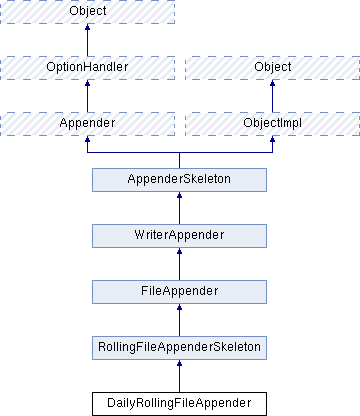 Object
OptionHandler
Object
Appender
ObjectImpl
AppenderSkeleton
WriterAppender
FileAppender
RollingFileAppenderSkeleton
DailyRollingFileAppender